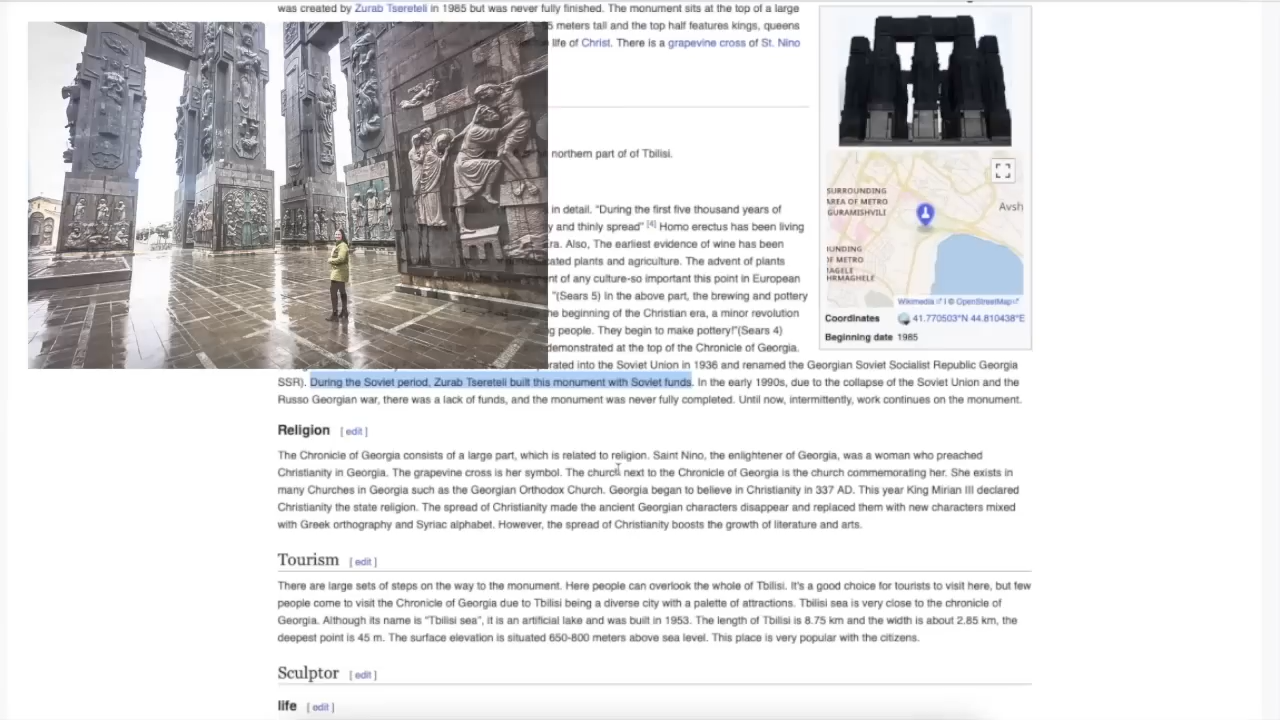 was created by Zurab Tsereteli in 1985 but was never fully finished. The monument sits at the top of a large
5 meters tall and the top half features kings, queens
life of Christ. There is a grapevine cross of St. Nino
northern part of of Tbilisi.
in detail. "During the first five thousand years of
y and thinly spread" [4] Homo erectus has been living
ra. Also, The earliest evidence of wine has been
cated plants and agriculture. The advent of plants
nt of any culture-so important this point in European
"(Sears 5) In the above part, the brewing and pottery
he beginning of the Christian era, a minor revolution
g people. They begin to make pottery!"(Sears 4)
demonstrated at the top of the Chronicle of Georgia.
rated into the Soviet Union in 1936 and renamed the Georgian Soviet Socialist Republic Georgia
SSR). During the Soviet period, Zurab Tsereteli built this monument with Soviet funds. In the early 1990s, due to the collapse of the Soviet Union and the
Russo Georgian war, there was a lack of funds, and the monument was never fully completed. Until now, intermittently, work continues on the monument.
SURROUNDING
AREA OF METRO
GURAMISHVILI
Avsh
UNDING
OF METRO
AGELE
HRMAGHELE
Wikimedia | © OpenStreetMap
Coordinates 41.770503°N 44.810438°E
Beginning date 1985
Religion [ edit ]
The Chronicle of Georgia consists of a large part, which is related to religion. Saint Nino, the enlightener of Georgia, was a woman who preached
Christianity in Georgia. The grapevine cross is her symbol. The church next to the Chronicle of Georgia is the church commemorating her. She exists in
many Churches in Georgia such as the Georgian Orthodox Church. Georgia began to believe in Christianity in 337 AD. This year King Mirian III declared
Christianity the state religion. The spread of Christianity made the ancient Georgian characters disappear and replaced them with new characters mixed
with Greek orthography and Syriac alphabet. However, the spread of Christianity boosts the growth of literature and arts.
Tourism [ edit ]
There are large sets of steps on the way to the monument. Here people can overlook the whole of Tbilisi. It's a good choice for tourists to visit here, but few
people come to visit the Chronicle of Georgia due to Tbilisi being a diverse city with a palette of attractions. Tbilisi sea is very close to the chronicle of
Georgia. Although its name is "Tbilisi sea", it is an artificial lake and was built in 1953. The length of Tbilisi is 8.75 km and the width is about 2.85 km, the
deepest point is 45 m. The surface elevation is situated 650-800 meters above sea level. This place is very popular with the citizens.
Sculptor [ edit ]
life [ edit ]